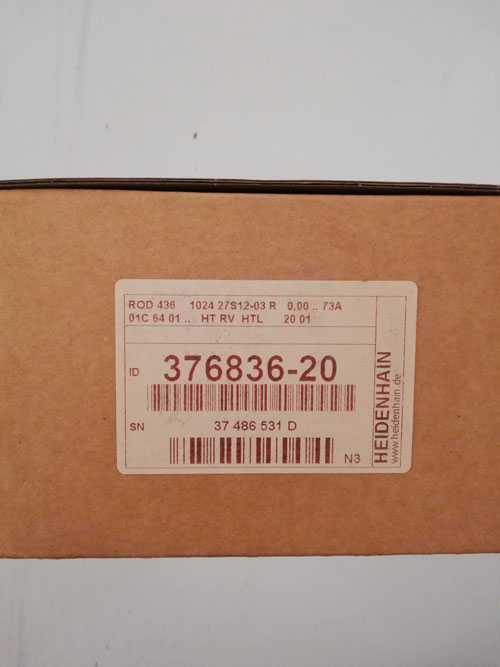 ROD 436 1024 27S12-03 R 0,00 .. 73A
01C 64 01 .. HT RV HTL 20 01
ID 376836-20
SN 37 486 531 D
N3
HEIDENHAIN
www.heidenhain.de